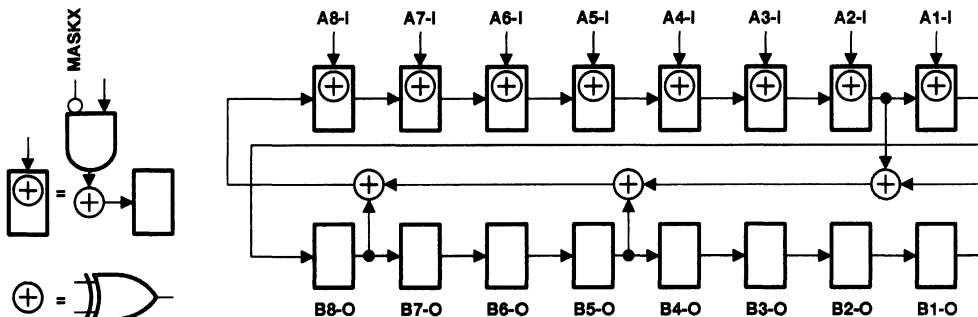 A8-I A7-I A6-I A5-I A4-I A3-I A2-I A1-I
MASKX
=
=
B8-O B7-O B6-O B5-O B4-O B3-O B2-O B1-O